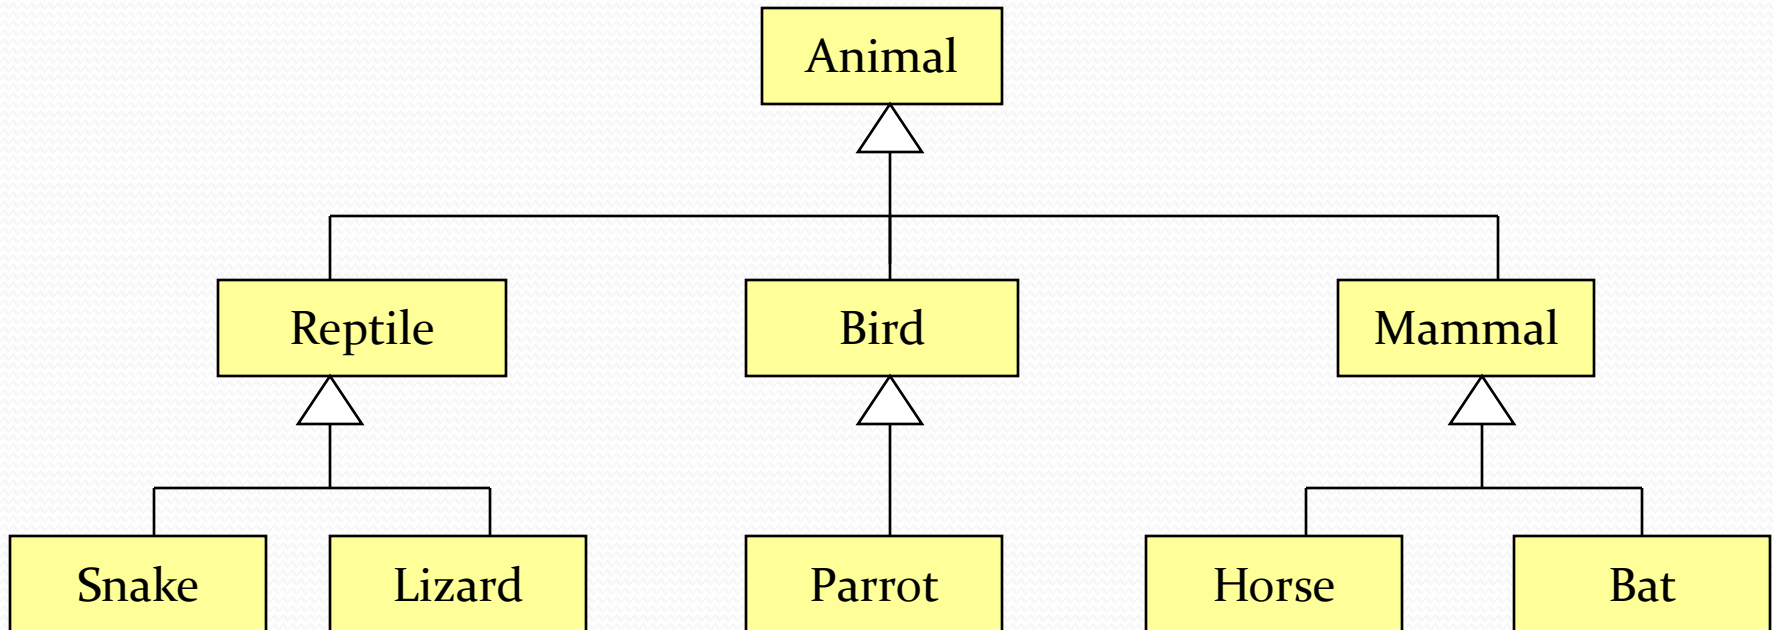 Animal
Reptile
Bird
Mammal
Snake
Lizard
Parrot
Horse
Bat